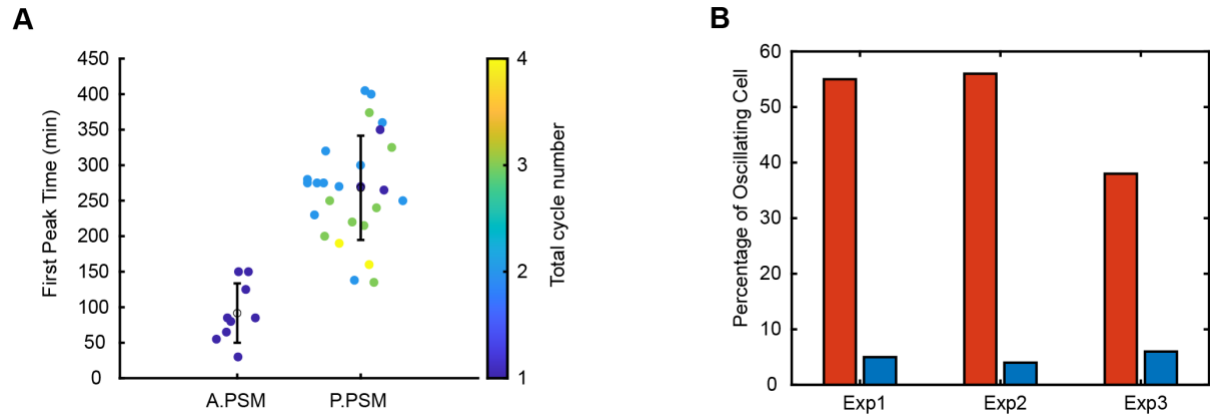 A
First Peak Time (min)
450
400
350
300
250
200
150
100
50
0
A.PSM
P.PSM
4
3
2
1
Total cycle number
B
Percentage of Oscillating Cell
60
50
40
30
20
10
0
Exp1
Exp2
Exp3